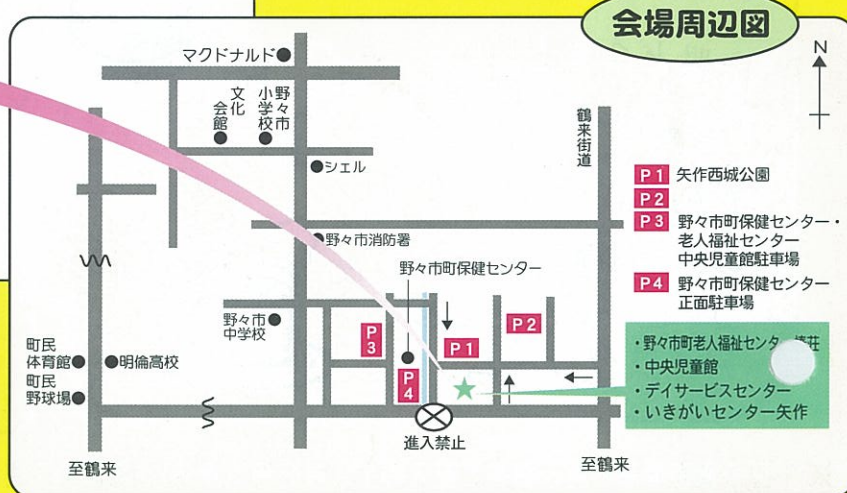 会場周辺図
N
マクドナルド
野々市
小学校
文化
会館
鶴来街道
シェル
P1 矢作西城公園
P2
P3 野々市町保健センター・
老人福祉センター
中央児童館駐車場
P4 野々市町保健センター
正面駐車場
野々市消防署
野々市町保健センター
野々市
中学校
P3
P1
P2
P4
町民
体育館
明倫高校
町民
野球場
・野々市町老人福祉センター 荘
・中央児童館
・デイサービスセンター
・いきがいセンター矢作
進入禁止
至鶴来
至鶴来